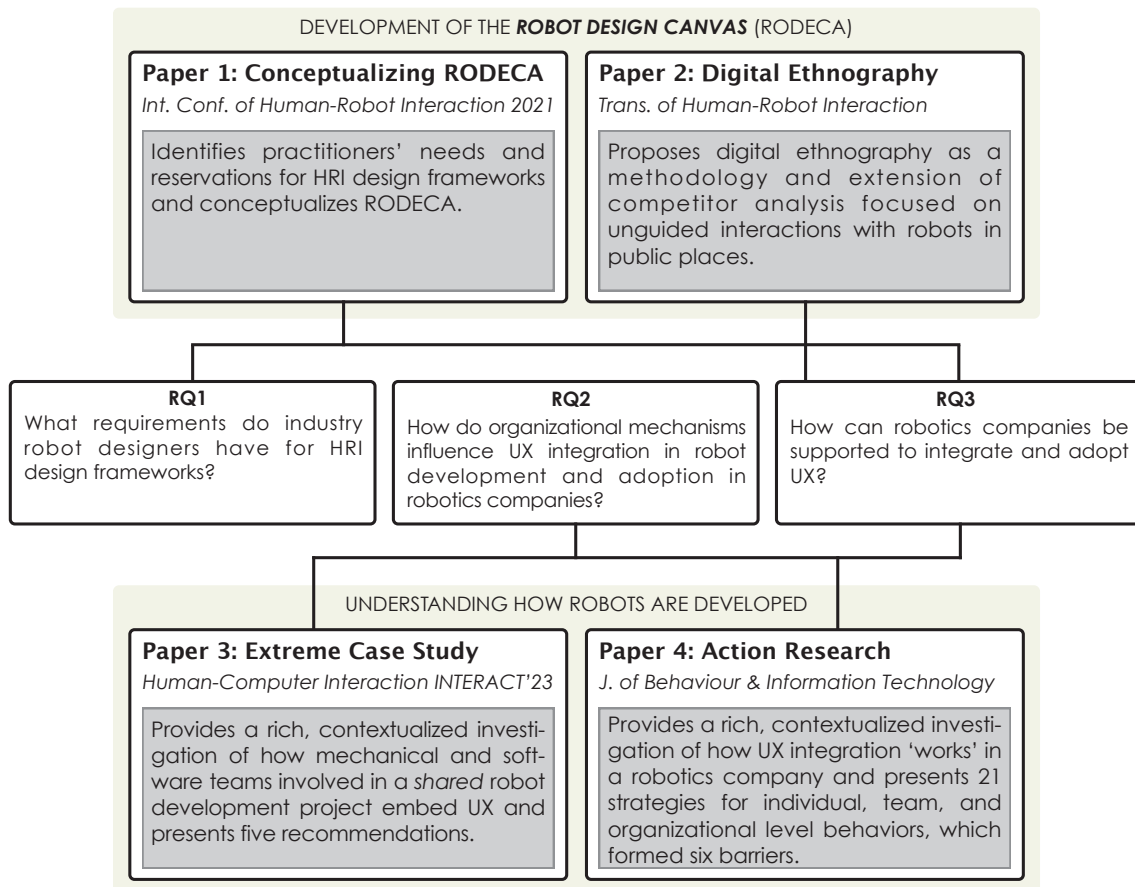 DEVELOPMENT OF THE ROBOT DESIGN CANVAS (RODECA)
Paper 1: Conceptualizing RODECA
Int. Conf. of Human-Robot Interaction 2021
Identifies practitioners' needs and
reservations for HRI design frameworks
and conceptualizes RODECA.
Paper 2: Digital Ethnography
Trans. of Human-Robot Interaction
Proposes digital ethnography as a
methodology and extension of
competitor analysis focused on
unguided interactions with robots in
public places.
RQ1
What requirements do industry
robot designers have for HRI
design frameworks?
RQ2
How do organizational mechanisms
influence UX integration in robot
development and adoption in
robotics companies?
RQ3
How can robotics companies be
supported to integrate and adopt
UX?
UNDERSTANDING HOW ROBOTS ARE DEVELOPED
Paper 3: Extreme Case Study
Human-Computer Interaction INTERACT'23
Provides a rich, contextualized investi-
gation of how mechanical and soft-
ware teams involved in a shared robot
development project embed UX and
presents five recommendations.
Paper 4: Action Research
J. of Behaviour & Information Technology
Provides a rich, contextualized investi-
gation of how UX integration 'works' in
a robotics company and presents 21
strategies for individual, team, and
organizational level behaviors, which
formed six barriers.